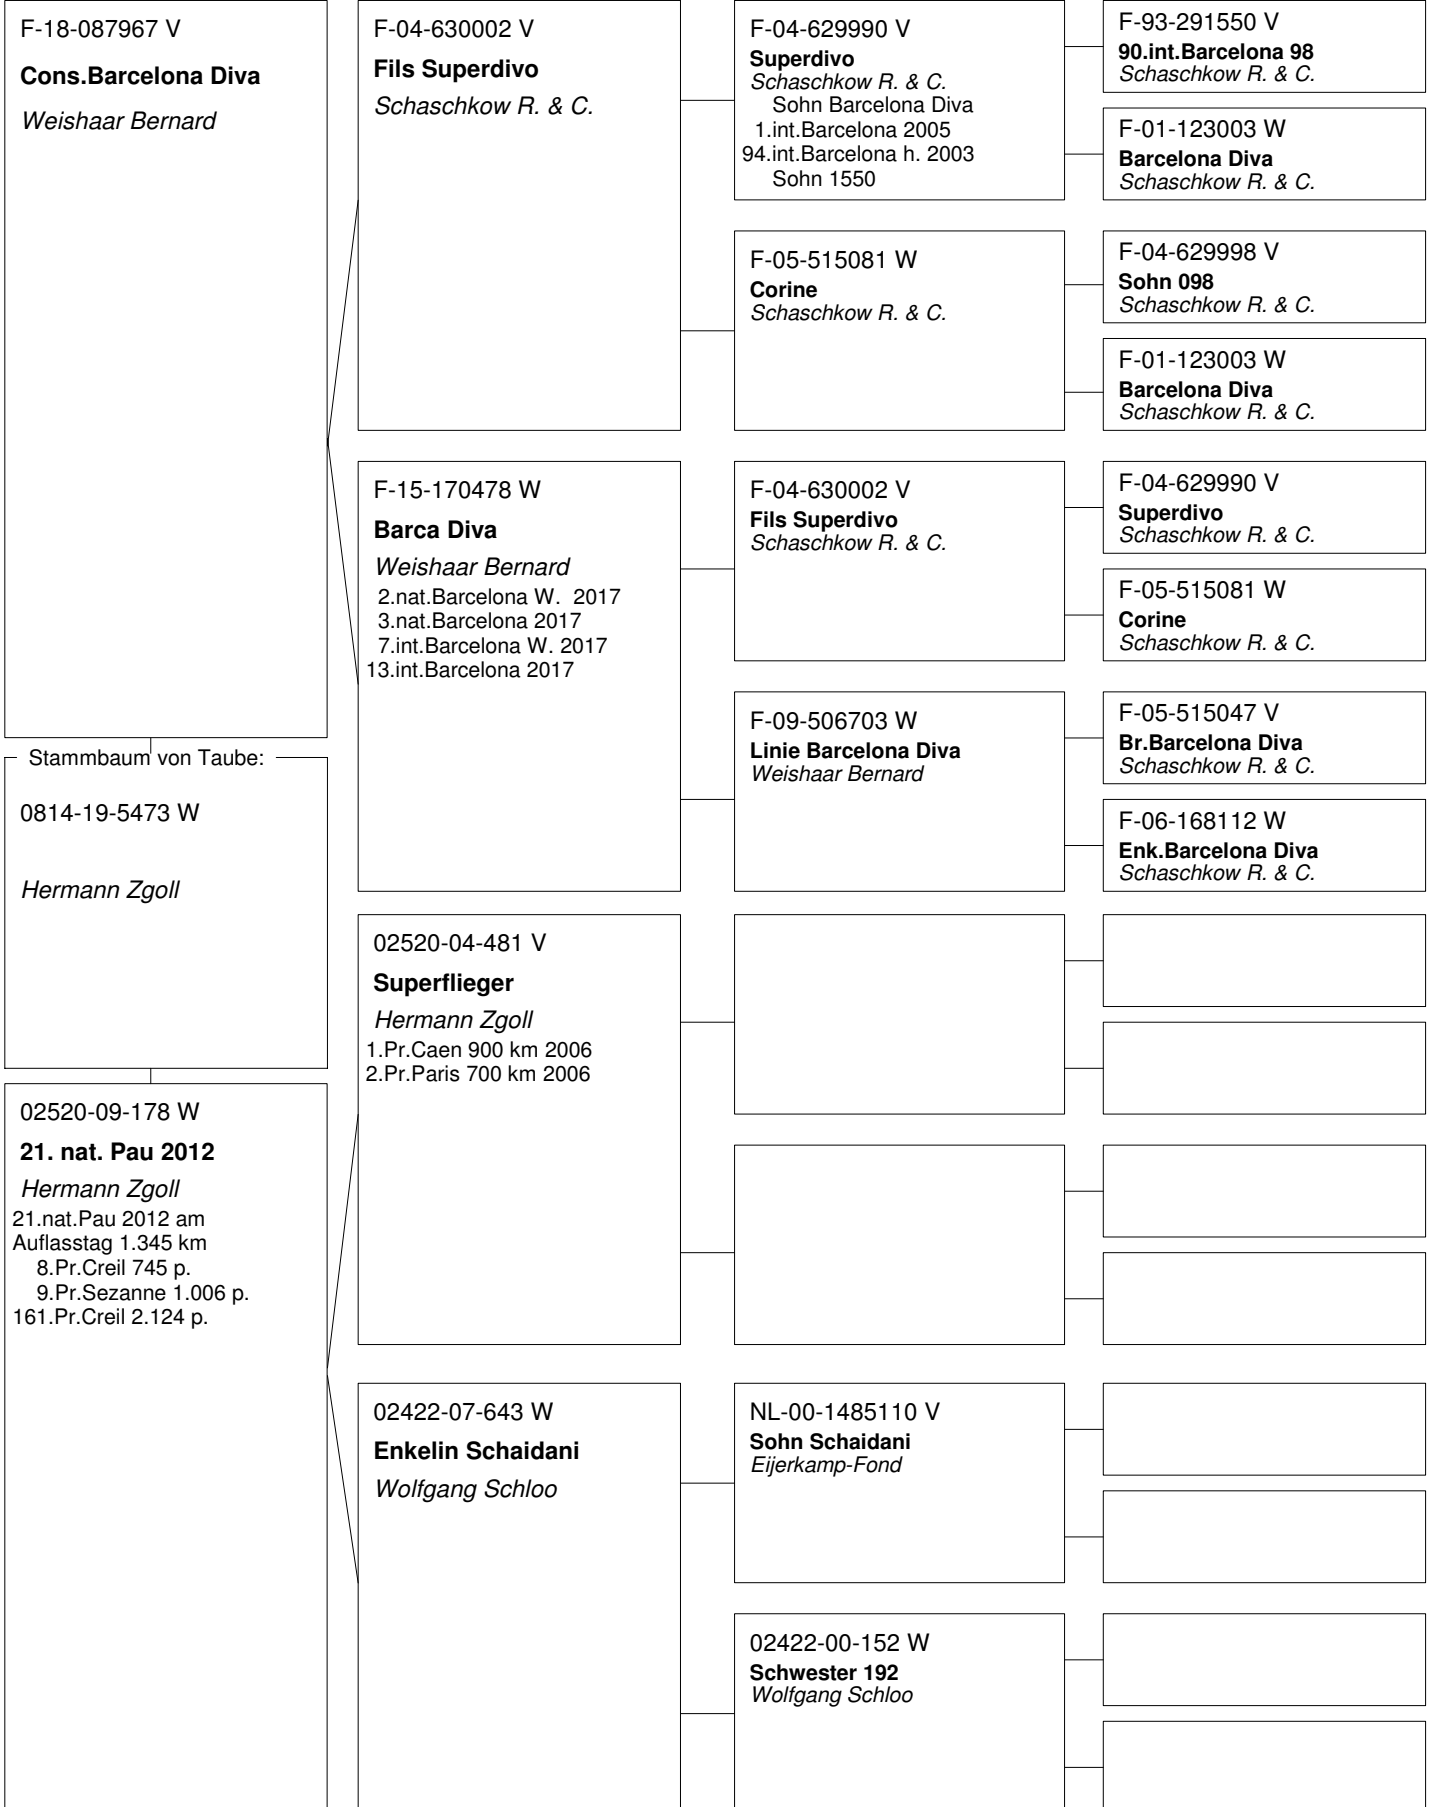 F-18-087967 V
Cons.Barcelona Diva
Weishaar Bernard
Stammbaum von Taube:
0814-19-5473 W
Hermann Zgoll
02520-09-178 W
21. nat. Pau 2012
Hermann Zgoll
21.nat.Pau 2012 am
Auflasstag 1.345 km
8.Pr.Creil 745 p.
9.Pr.Sezanne 1.006 p.
161.Pr.Creil 2.124 p.
F-04-630002 V
Fils Superdivo
Schaschkow R. & C.
F-15-170478 W
Barca Diva
Weishaar Bernard
2.nat.Barcelona W.  2017
3.nat.Barcelona 2017
7.int.Barcelona W. 2017
13.int.Barcelona 2017
02520-04-481 V
Superflieger
Hermann Zgoll
1.Pr.Caen 900 km 2006
2.Pr.Paris 700 km 2006
02422-07-643 W
Enkelin Schaidani
Wolfgang Schloo
F-04-629990 V
Superdivo
Schaschkow R. & C.
Sohn Barcelona Diva
1.int.Barcelona 2005
94.int.Barcelona h. 2003
Sohn 1550
F-05-515081 W
Corine
Schaschkow R. & C.
F-04-630002 V
Fils Superdivo
Schaschkow R. & C.
F-09-506703 W
Linie Barcelona Diva
Weishaar Bernard
NL-00-1485110 V
Sohn Schaidani
Eijerkamp-Fond
02422-00-152 W
Schwester 192
Wolfgang Schloo
F-93-291550 V
90.int.Barcelona 98
Schaschkow R. & C.
F-01-123003 W
Barcelona Diva
Schaschkow R. & C.
F-04-629998 V
Sohn 098
Schaschkow R. & C.
F-01-123003 W
Barcelona Diva
Schaschkow R. & C.
F-04-629990 V
Superdivo
Schaschkow R. & C.
F-05-515081 W
Corine
Schaschkow R. & C.
F-05-515047 V
Br.Barcelona Diva
Schaschkow R. & C.
F-06-168112 W
Enk.Barcelona Diva
Schaschkow R. & C.